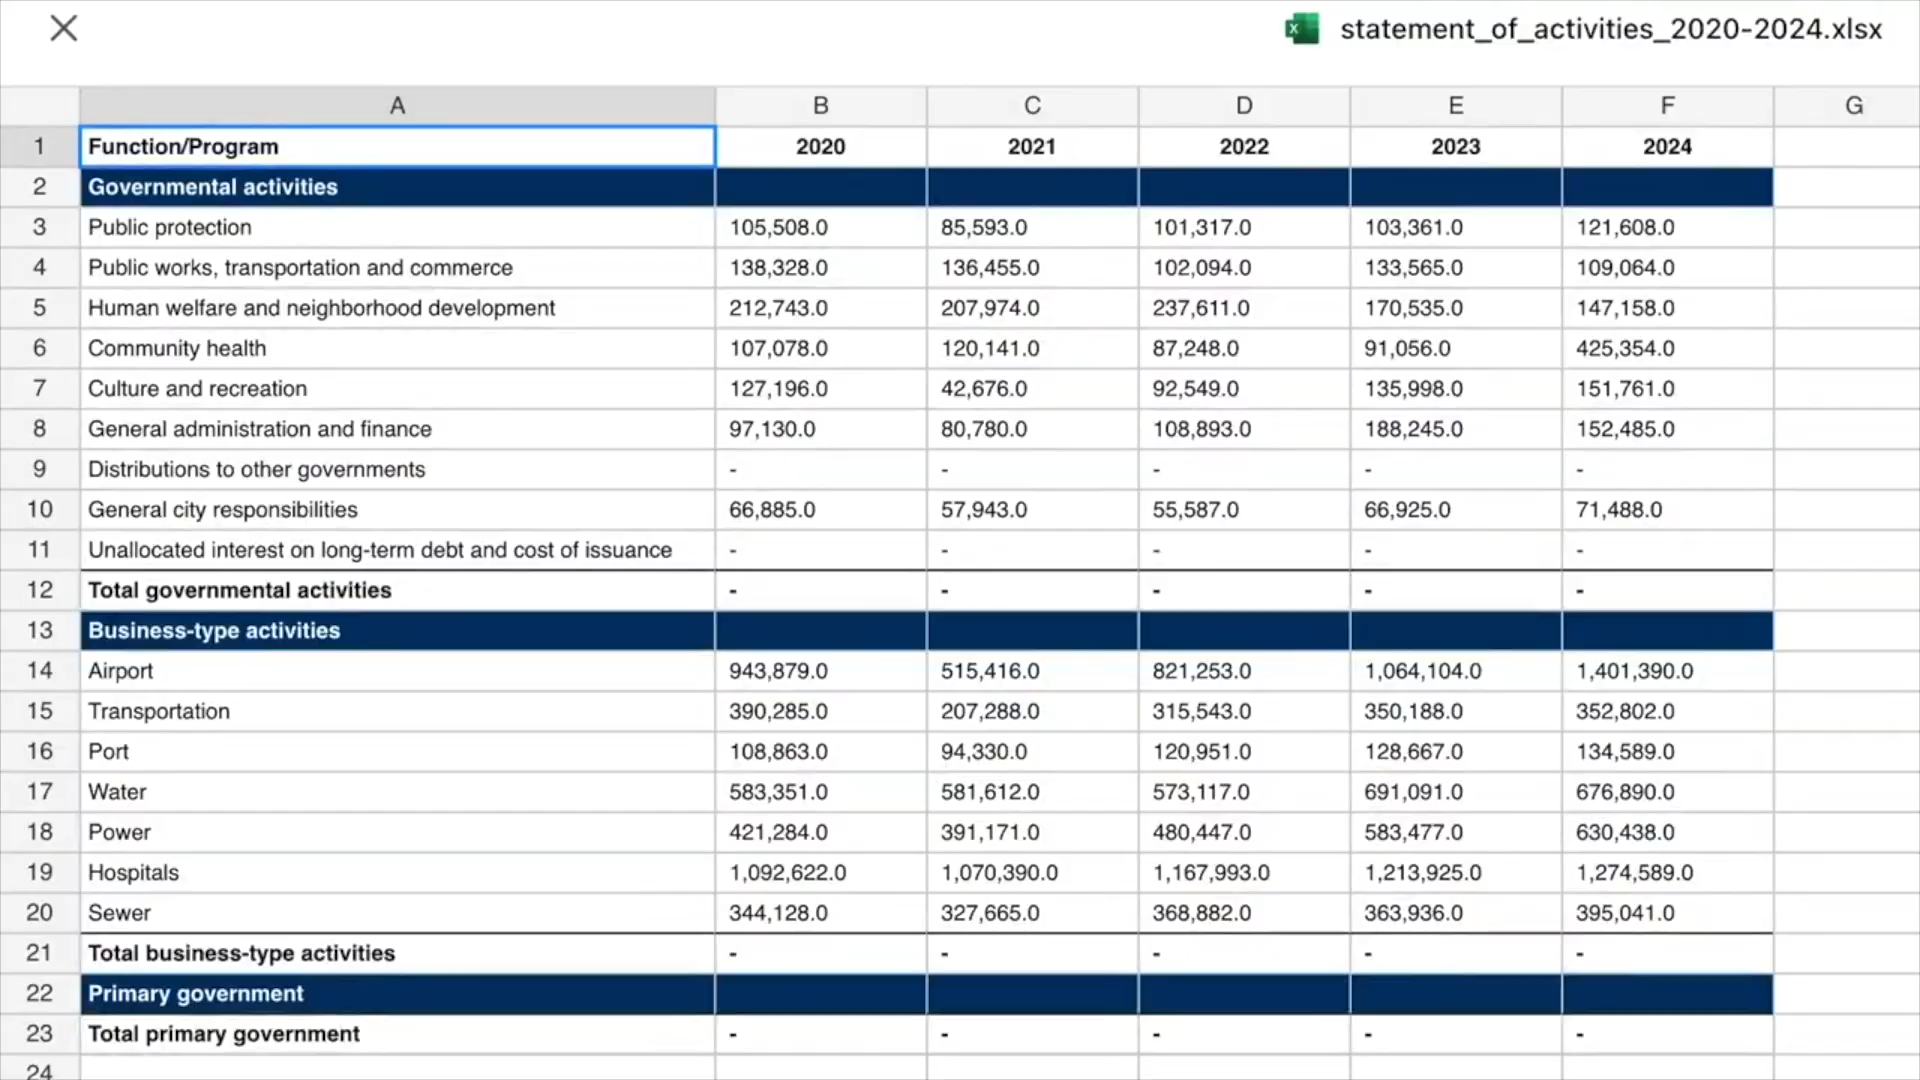 statement_of_activities_2020-2024.xlsx
A B C D E F G
1 Function/Program 2020 2021 2022 2023 2024
2 Governmental activities
3 Public protection 105,508.0 85,593.0 101,317.0 103,361.0 121,608.0
4 Public works, transportation and commerce 138,328.0 136,455.0 102,094.0 133,565.0 109,064.0
5 Human welfare and neighborhood development 212,743.0 207,974.0 237,611.0 170,535.0 147,158.0
6 Community health 107,078.0 120,141.0 87,248.0 91,056.0 425,354.0
7 Culture and recreation 127,196.0 42,676.0 92,549.0 135,998.0 151,761.0
8 General administration and finance 97,130.0 80,780.0 108,893.0 188,245.0 152,485.0
9 Distributions to other governments - - - - -
10 General city responsibilities 66,885.0 57,943.0 55,587.0 66,925.0 71,488.0
11 Unallocated interest on long-term debt and cost of issuance - - - - -
12 Total governmental activities - - - - -
13 Business-type activities
14 Airport 943,879.0 515,416.0 821,253.0 1,064,104.0 1,401,390.0
15 Transportation 390,285.0 207,288.0 315,543.0 350,188.0 352,802.0
16 Port 108,863.0 94,330.0 120,951.0 128,667.0 134,589.0
17 Water 583,351.0 581,612.0 573,117.0 691,091.0 676,890.0
18 Power 421,284.0 391,171.0 480,447.0 583,477.0 630,438.0
19 Hospitals 1,092,622.0 1,070,390.0 1,167,993.0 1,213,925.0 1,274,589.0
20 Sewer 344,128.0 327,665.0 368,882.0 363,936.0 395,041.0
21 Total business-type activities - - - - -
22 Primary government
23 Total primary government - - - - -
24